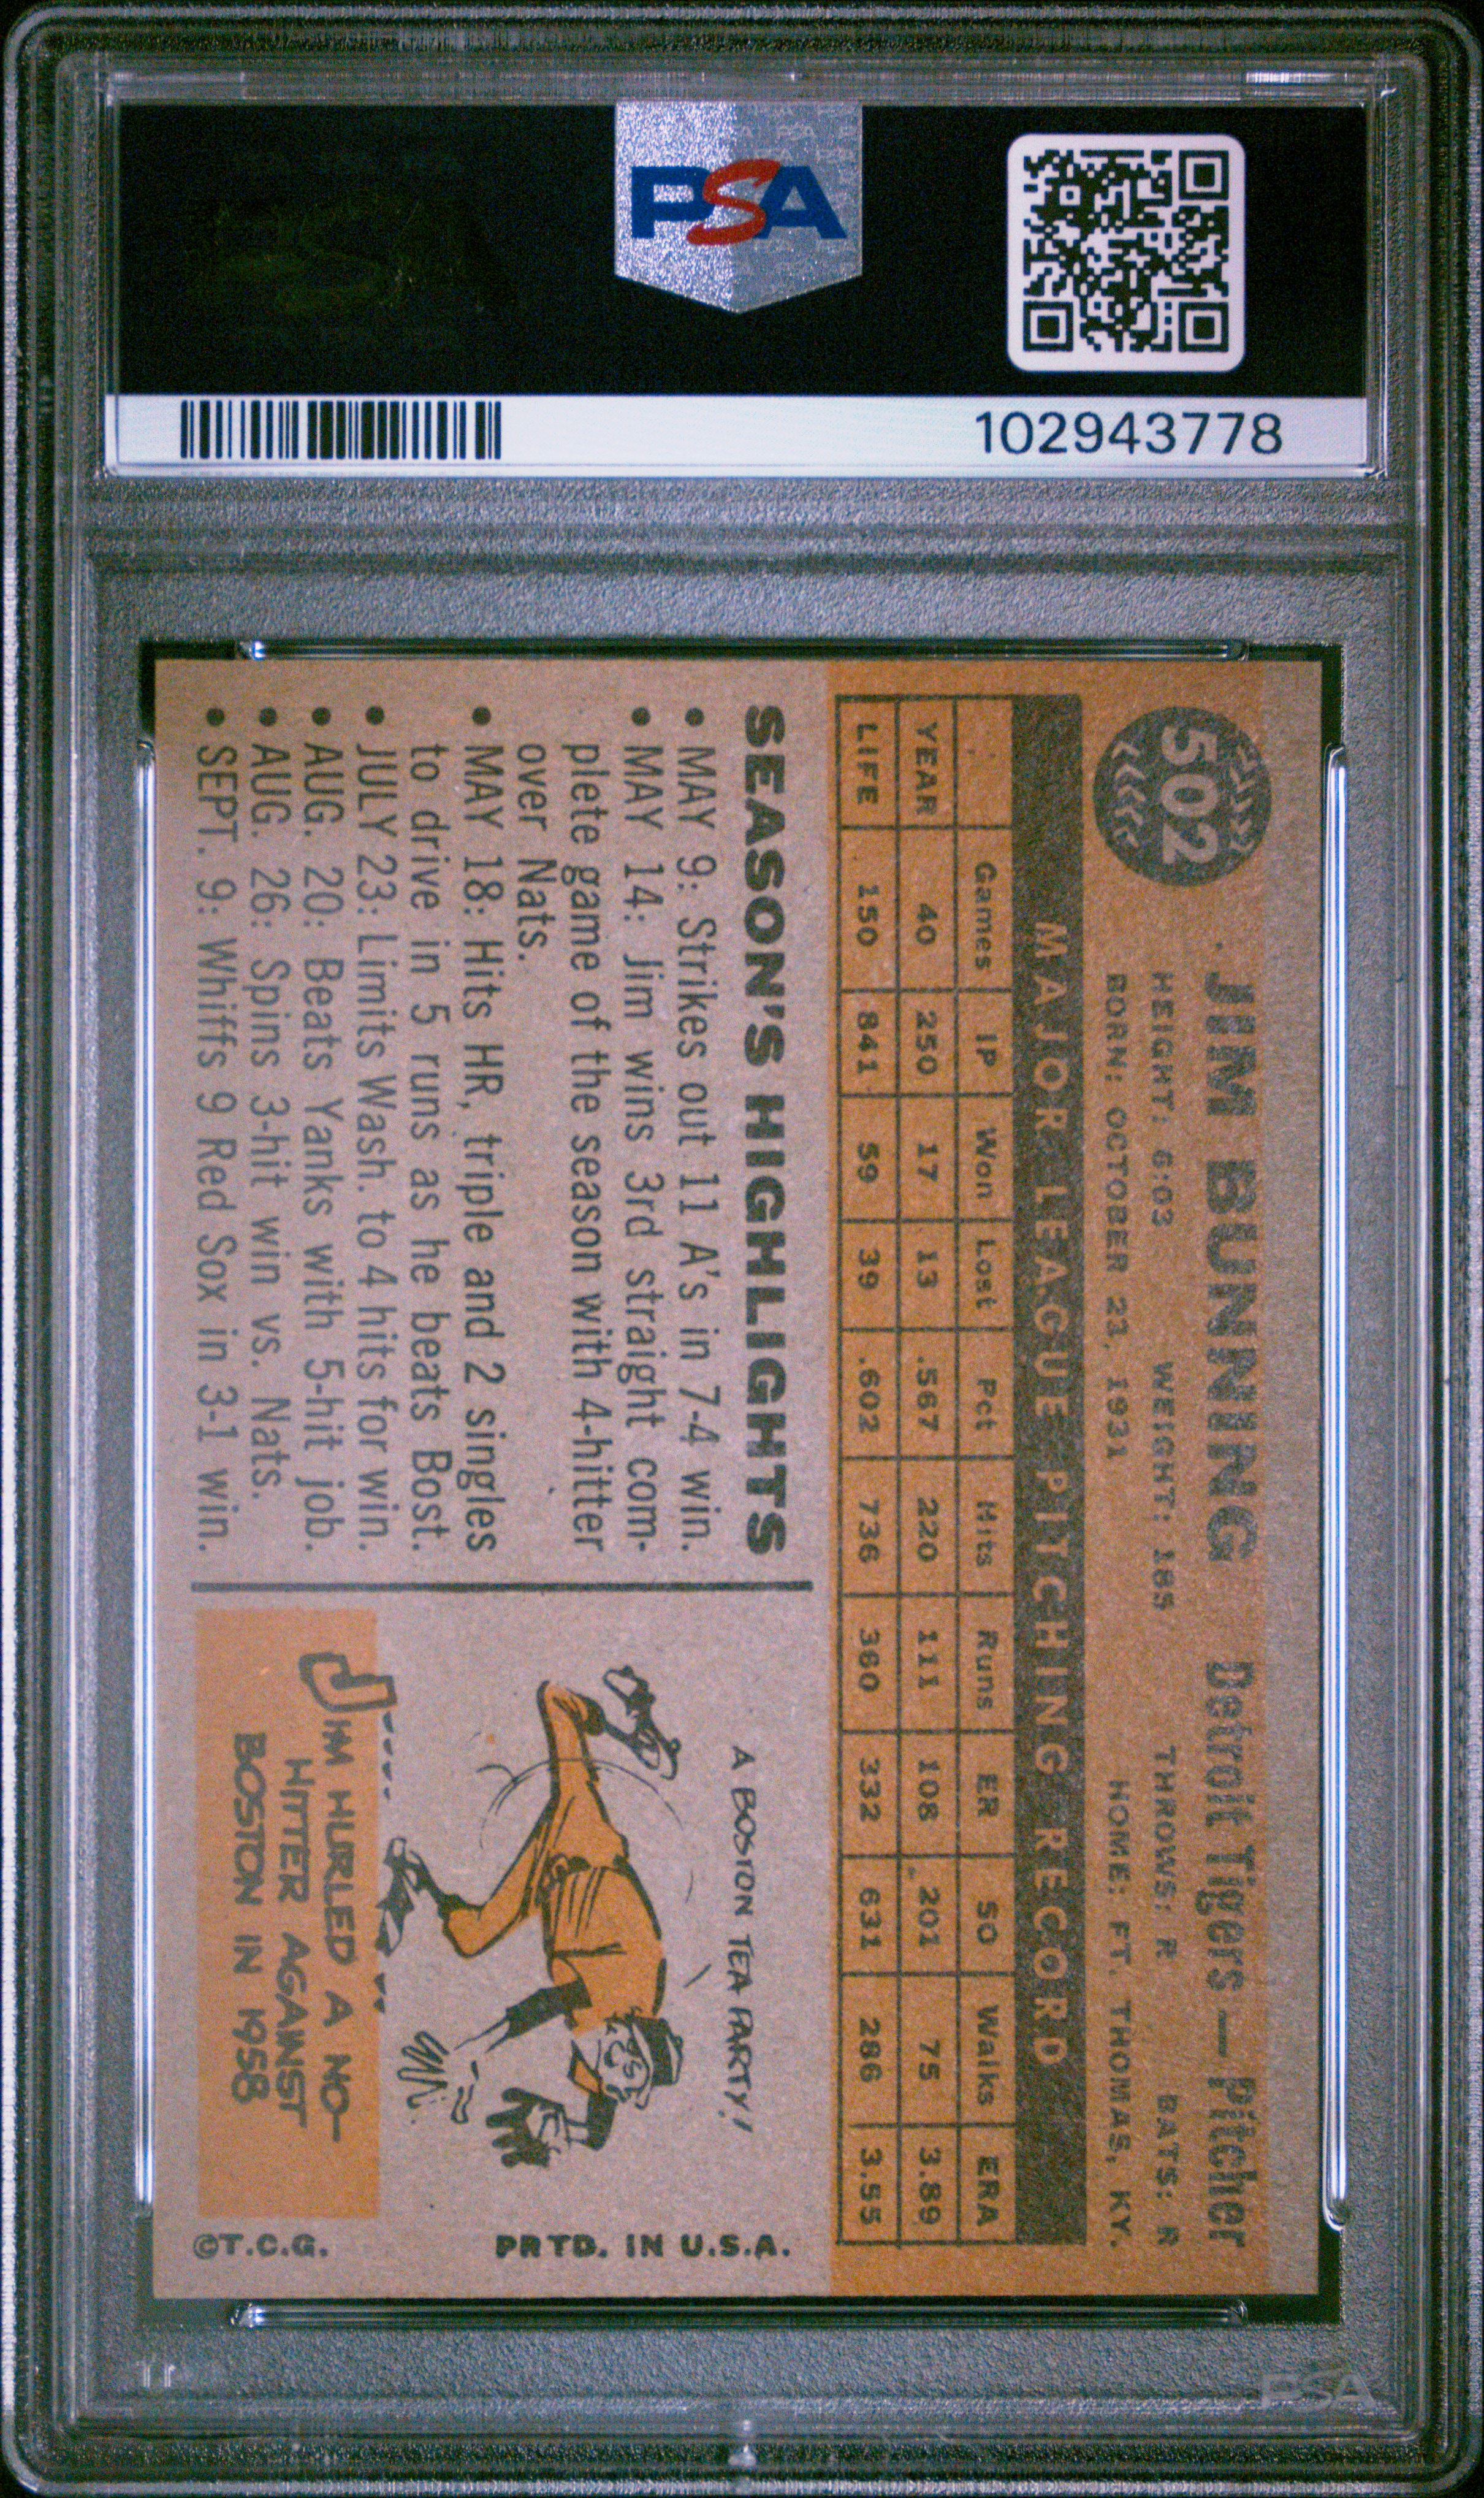 PSA
102943778
502
JIM BUNNING Detroit Tigers — Pitcher
HEIGHT: 6:03 WEIGHT: 185 THROWS: R BATS: R
BORN: OCTOBER 23, 1931 HOME: FT. THOMAS, KY.
MAJOR LEAGUE PITCHING RECORD
Games IP Won Lost Pct Hits Runs ER SO Walks ERA
YEAR 40 250 17 13 .567 220 111 108 201 75 3.89
LIFE 150 841 59 39 .602 736 360 332 631 286 3.55
SEASON'S HIGHLIGHTS
• MAY 9: Strikes out 11 A's in 7-4 win.
• MAY 14: Jim wins 3rd straight com-
plete game of the season with 4-hitter
over Nats.
• MAY 18: Hits HR, triple and 2 singles
to drive in 5 runs as he beats Bost.
• JULY 23: Limits Wash. to 4 hits for win.
• AUG. 20: Beats Yanks with 5-hit job.
• AUG. 26: Spins 3-hit win vs. Nats.
• SEPT. 9: Whiffs 9 Red Sox in 3-1 win.
A BOSTON TEA PARTY!
JIM HURLED A NO-
HITTER AGAINST
BOSTON IN 1958
©T.C.G. PRTD. IN U.S.A.
PSA